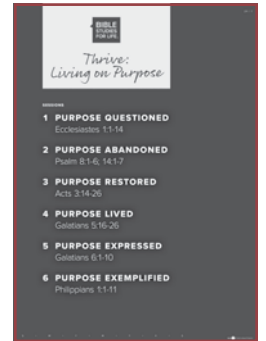 BIBLE
STUDIES
FOR LIFE.
Thrive:
Living on Purpose
SESSIONS
1 PURPOSE QUESTIONED
Ecclesiastes 1:1-14
2 PURPOSE ABANDONED
Psalm 8:1-6; 14:1-7
3 PURPOSE RESTORED
Acts 3:14-26
4 PURPOSE LIVED
Galatians 5:16-26
5 PURPOSE EXPRESSED
Galatians 6:1-10
6 PURPOSE EXEMPLIFIED
Philippians 1:1-11